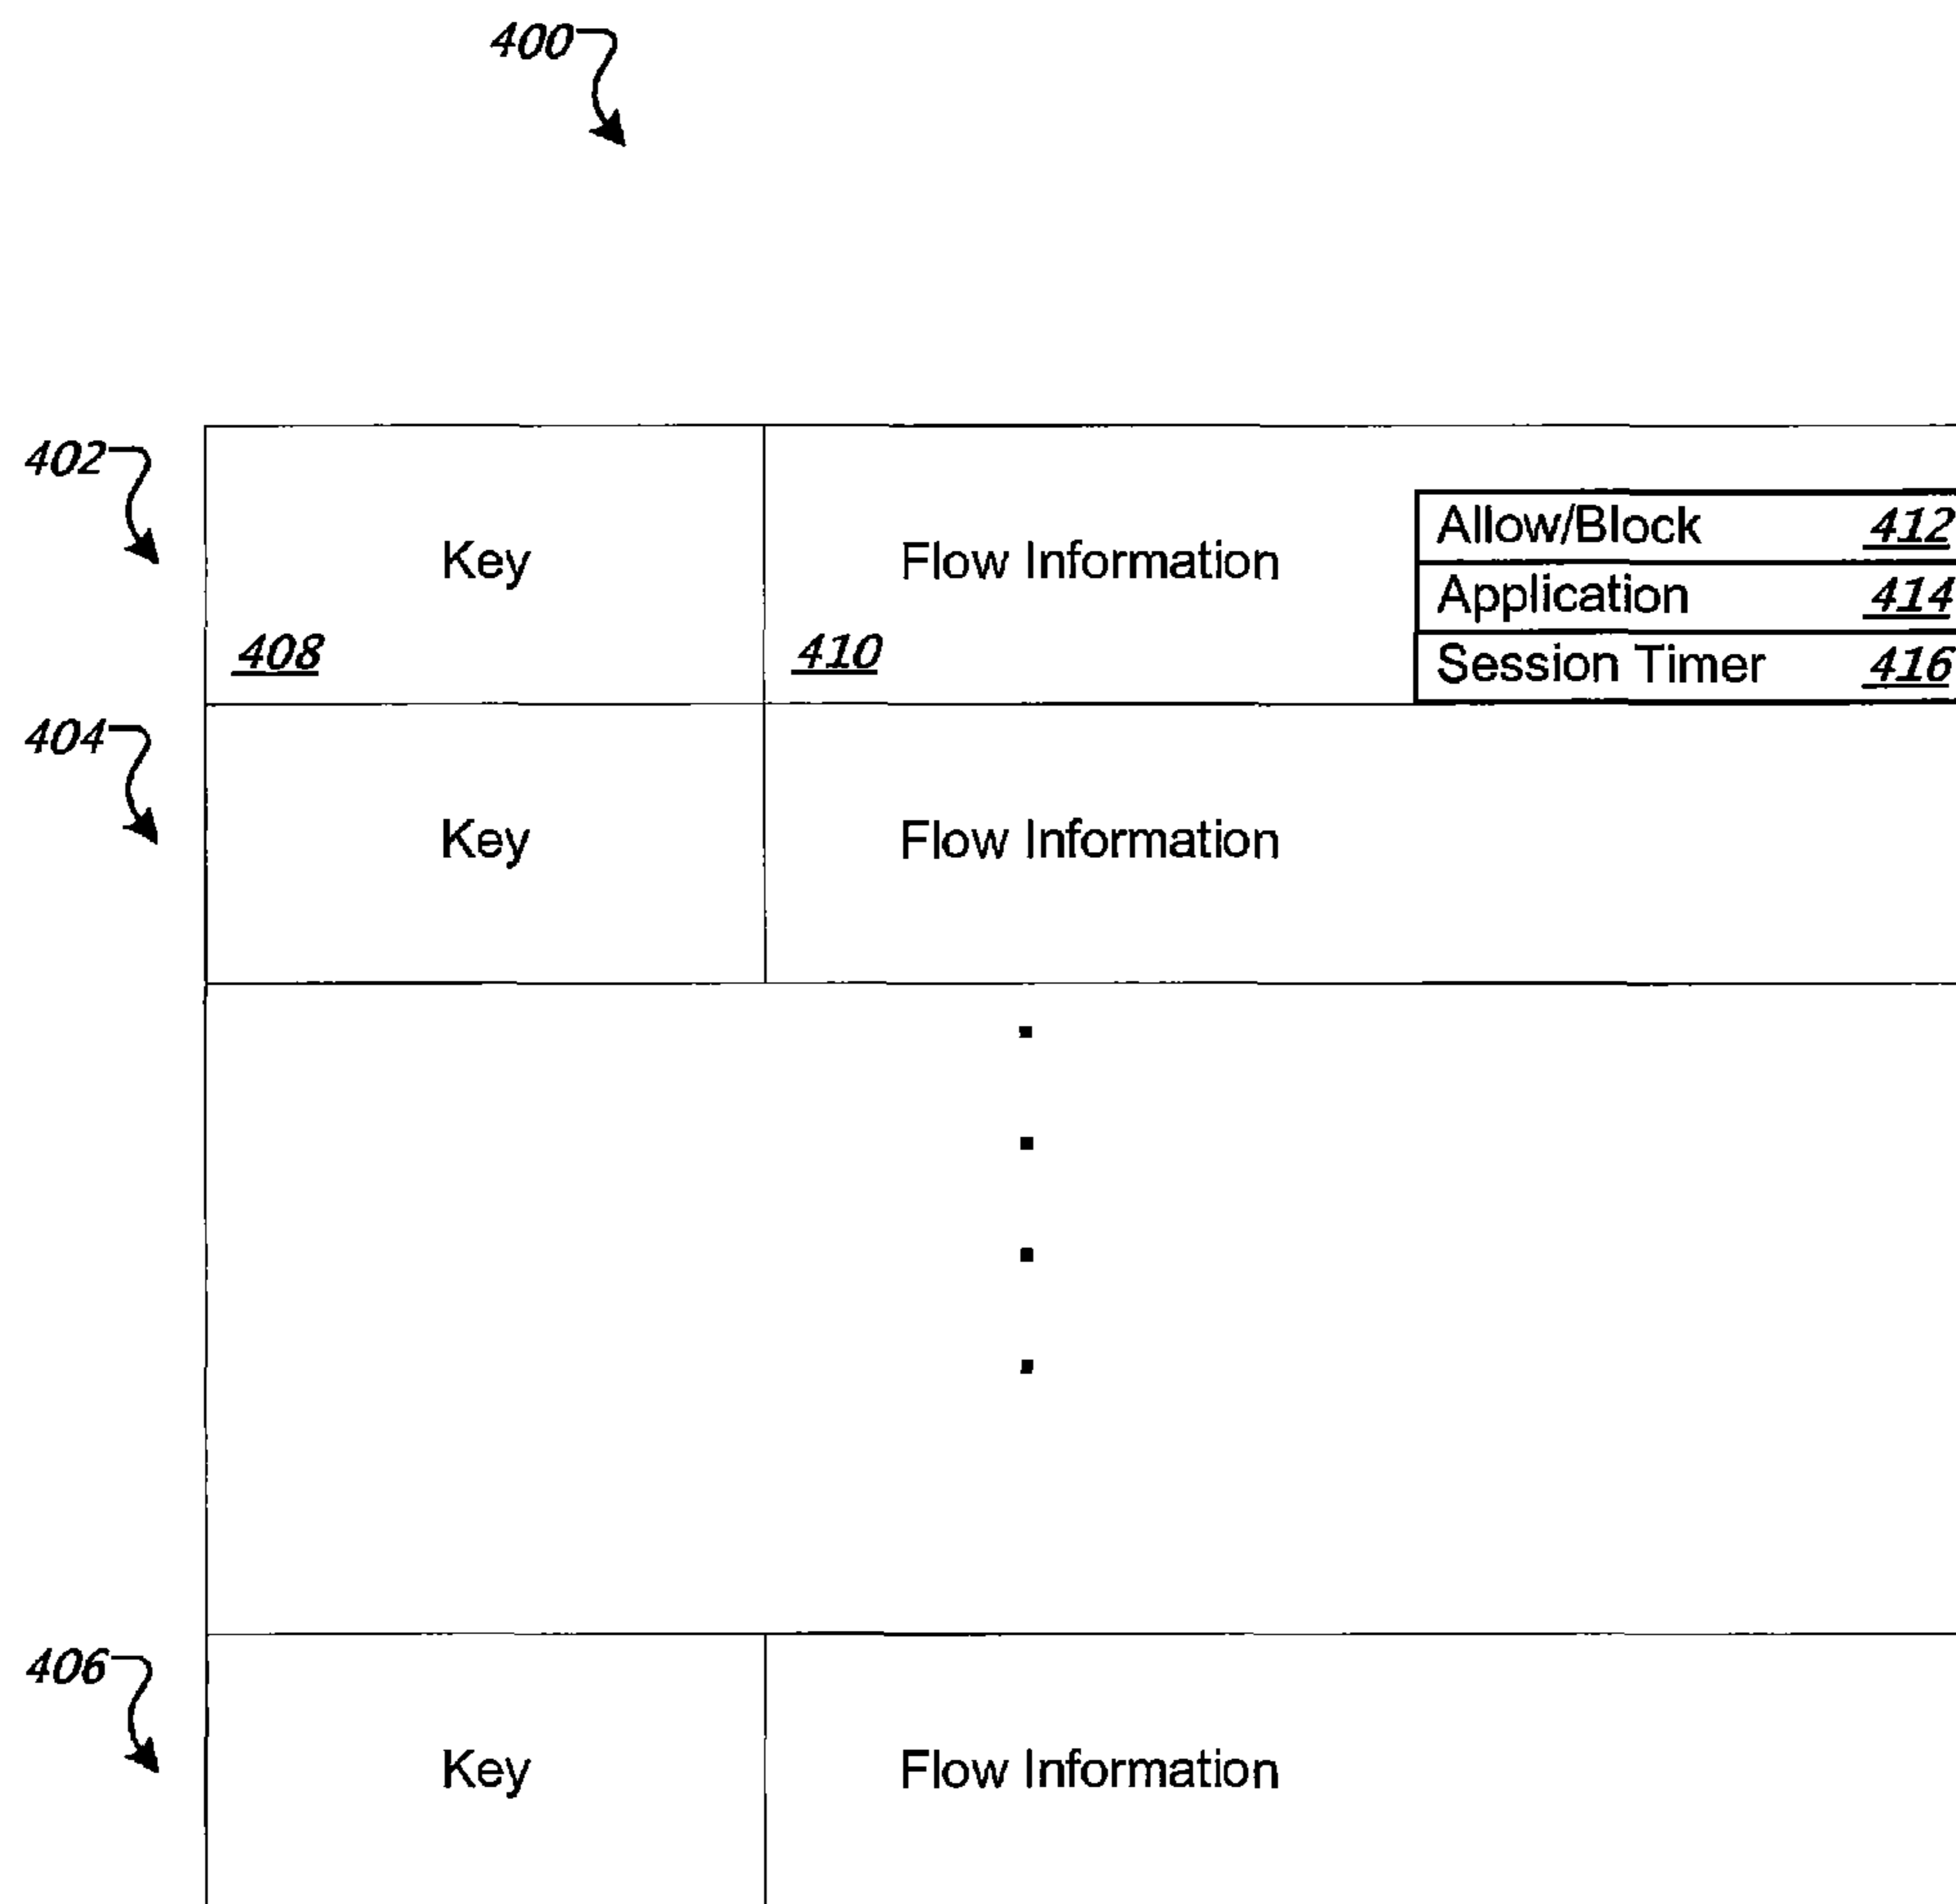 400
402
Allow/Block 412
Key Flow Information
Application 414
408 410 Session Timer 416
404
Key Flow Information
406
Key Flow Information